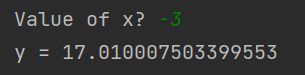 Value of x? -3
y = 17.010007503399553